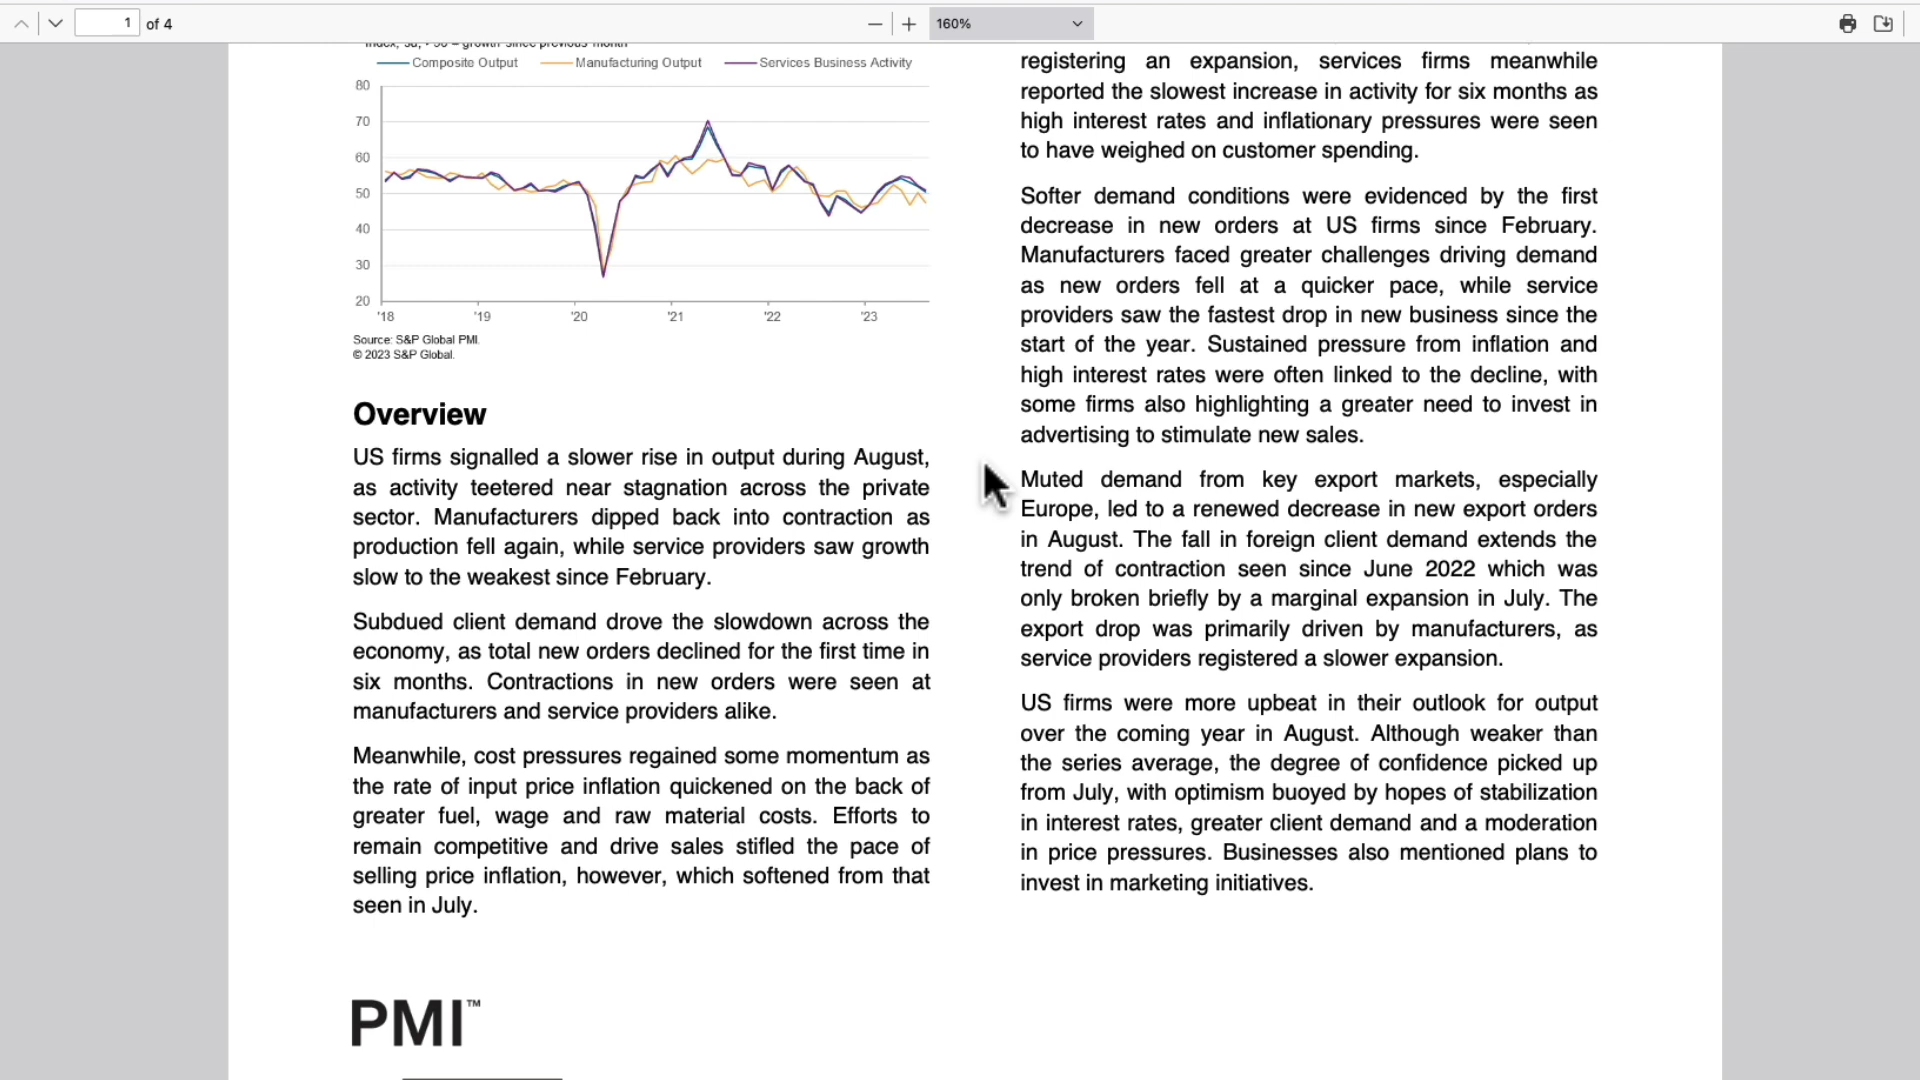 1 of 4
160%
Index, sa, >50 = growth since previous month
Composite Output Manufacturing Output Services Business Activity
80
70
60
50
40
30
20
'18 '19 '20 '21 '22 '23
Source: S&P Global PMI.
© 2023 S&P Global.
Overview
US firms signalled a slower rise in output during August,
as activity teetered near stagnation across the private
sector. Manufacturers dipped back into contraction as
production fell again, while service providers saw growth
slow to the weakest since February.
Subdued client demand drove the slowdown across the
economy, as total new orders declined for the first time in
six months. Contractions in new orders were seen at
manufacturers and service providers alike.
Meanwhile, cost pressures regained some momentum as
the rate of input price inflation quickened on the back of
greater fuel, wage and raw material costs. Efforts to
remain competitive and drive sales stifled the pace of
selling price inflation, however, which softened from that
seen in July.
registering an expansion, services firms meanwhile
reported the slowest increase in activity for six months as
high interest rates and inflationary pressures were seen
to have weighed on customer spending.
Softer demand conditions were evidenced by the first
decrease in new orders at US firms since February.
Manufacturers faced greater challenges driving demand
as new orders fell at a quicker pace, while service
providers saw the fastest drop in new business since the
start of the year. Sustained pressure from inflation and
high interest rates were often linked to the decline, with
some firms also highlighting a greater need to invest in
advertising to stimulate new sales.
Muted demand from key export markets, especially
Europe, led to a renewed decrease in new export orders
in August. The fall in foreign client demand extends the
trend of contraction seen since June 2022 which was
only broken briefly by a marginal expansion in July. The
export drop was primarily driven by manufacturers, as
service providers registered a slower expansion.
US firms were more upbeat in their outlook for output
over the coming year in August. Although weaker than
the series average, the degree of confidence picked up
from July, with optimism buoyed by hopes of stabilization
in interest rates, greater client demand and a moderation
in price pressures. Businesses also mentioned plans to
invest in marketing initiatives.
PMI™